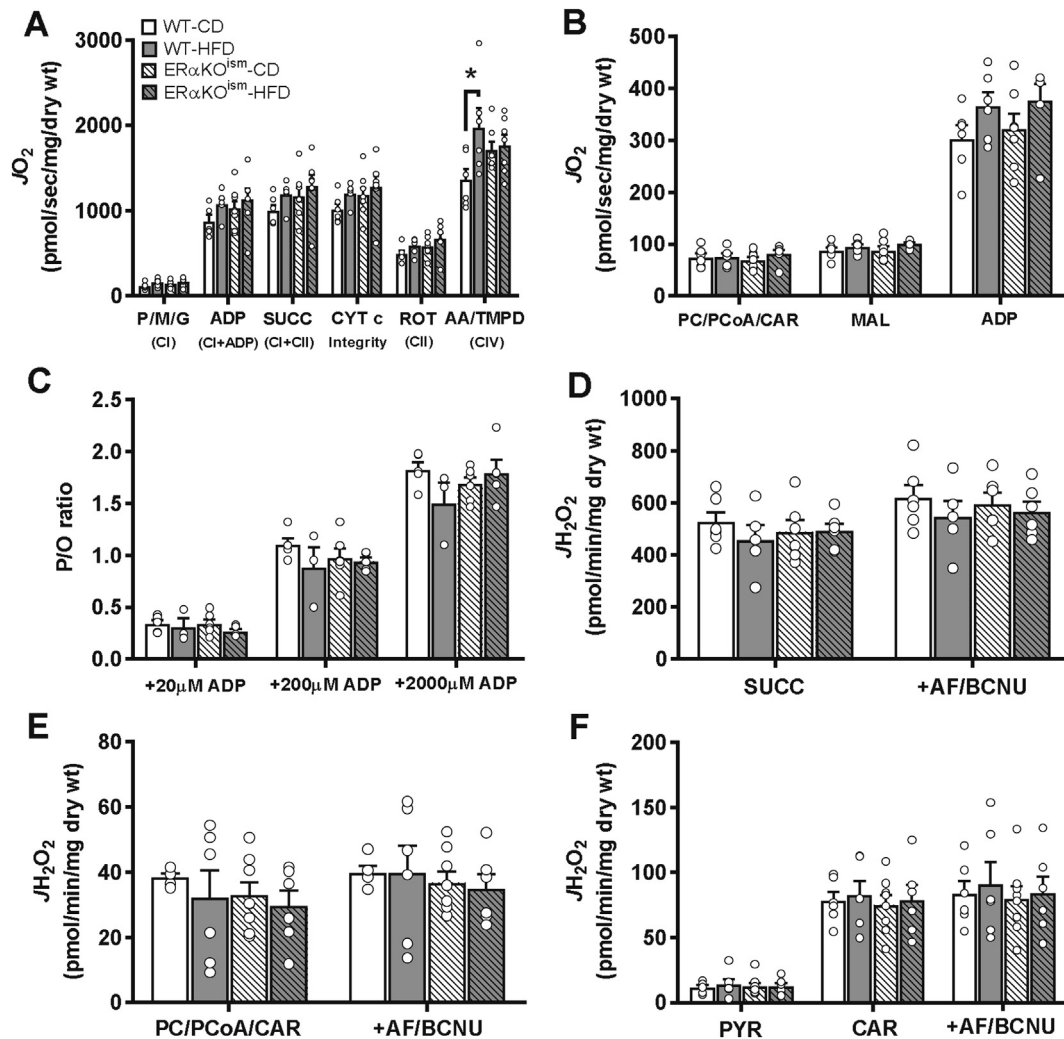 A
WT-CD
WT-HFD
ERαKOism-CD
ERαKOism-HFD
JO2
(pmol/sec/mg/dry wt)
3000
2000
1000
0
*
P/M/G ADP SUCC CYT c ROT AA/TMPD
(CI) (CI+ADP) (CI+CII) Integrity (CII) (CIV)
B
JO2
(pmol/sec/mg/dry wt)
500
400
300
200
100
0
PC/PCoA/CAR MAL ADP
C
P/O ratio
2.5
2.0
1.5
1.0
0.5
0.0
+20μM ADP +200μM ADP +2000μM ADP
D
JH2O2
(pmol/min/mg dry wt)
1000
800
600
400
200
0
SUCC +AF/BCNU
E
JH2O2
(pmol/min/mg dry wt)
80
60
40
20
0
PC/PCoA/CAR +AF/BCNU
F
JH2O2
(pmol/min/mg dry wt)
200
150
100
50
0
PYR CAR +AF/BCNU